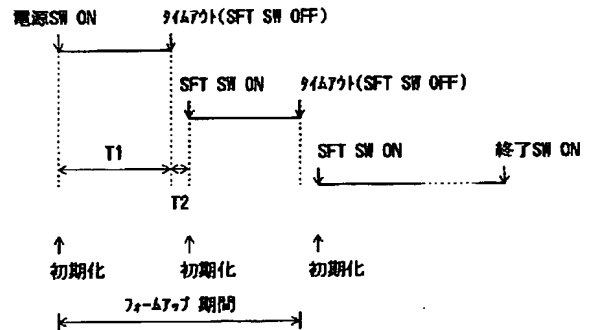 電源SW ON
ﾀｲﾑｱｳﾄ(SFT SW OFF)
SFT SW ON
ﾀｲﾑｱｳﾄ(SFT SW OFF)
T1
SFT SW ON
終了SW ON
T2
初期化
初期化
初期化
ﾌｫｰﾑｱｯﾌﾟ 期間